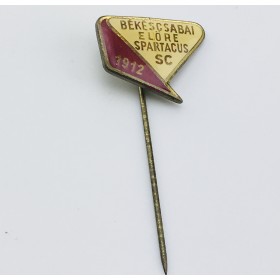 BÉKÉSCSABAI
ELŐRE
SPARTACUS
SC
1912